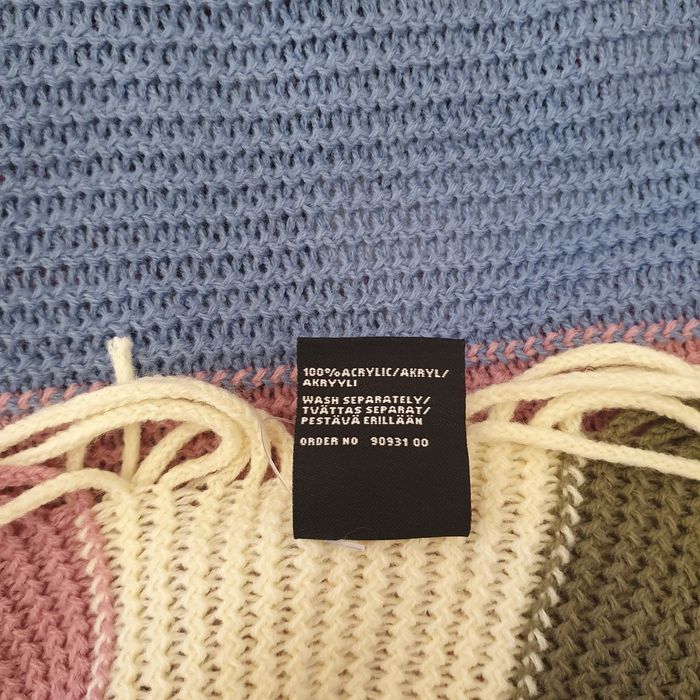 100% ACRYLIC/AKRYL/
AKRYYLI
WASH SEPARATELY/
TVÄTTAS SEPARAT/
PESTÄVÄ ERILLÄÄN
ORDER NO 90931 00